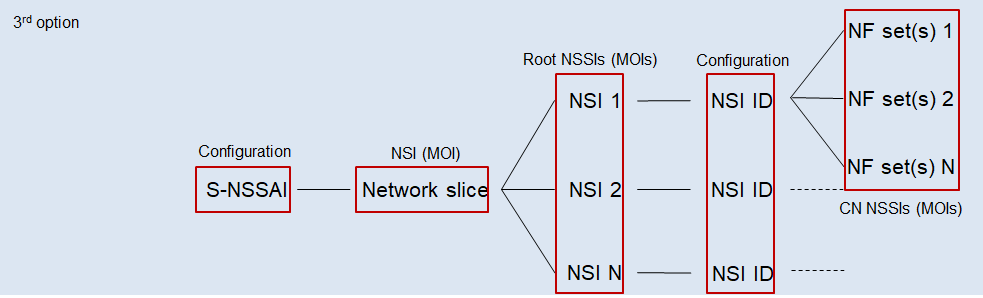 3rd option
Configuration
S-NSSAI
NSI (MOI)
Network slice
Root NSSIs (MOIs)
NSI 1
NSI 2
NSI N
Configuration
NSI ID
NSI ID
NSI ID
NF set(s) 1
NF set(s) 2
NF set(s) N
CN NSSIs (MOIs)